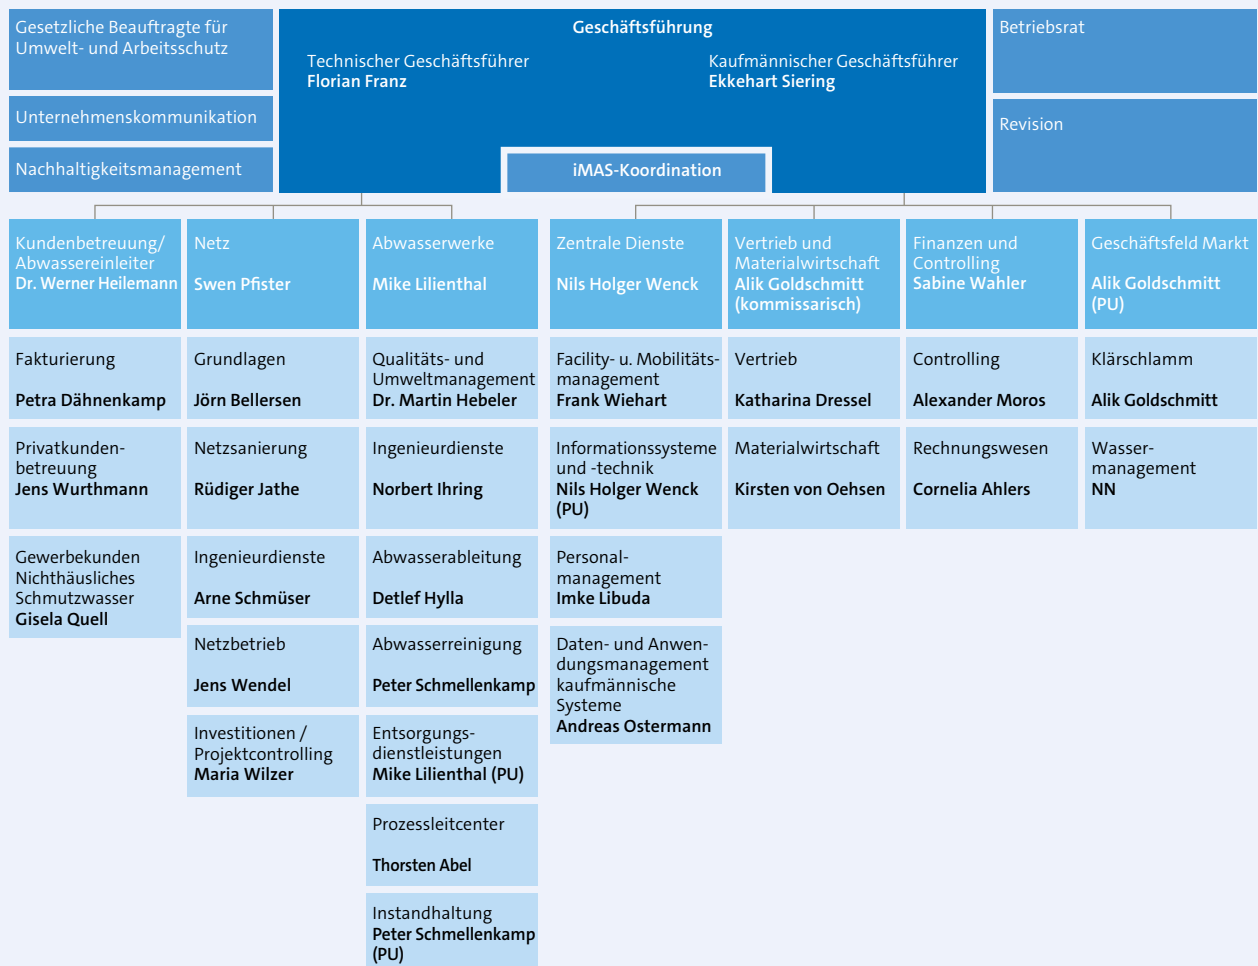 Gesetzliche Beauftragte für
Umwelt- und Arbeitsschutz
Unternehmenskommunikation
Nachhaltigkeitsmanagement
Geschäftsführung
Technischer Geschäftsführer
Florian Franz
Kaufmännischer Geschäftsführer
Ekkehart Siering
iMAS-Koordination
Betriebsrat
Revision
Kundenbetreuung/
Abwassereinleiter
Dr. Werner Heilemann
Fakturierung
Petra Dähnenkamp
Privatkunden-
betreuung
Jens Wurthmann
Gewerbekunden
Nichthäusliches
Schmutzwasser
Gisela Quell
Netz
Swen Pfister
Grundlagen
Jörn Bellersen
Netzsanierung
Rüdiger Jathe
Ingenieurdienste
Arne Schmüser
Netzbetrieb
Jens Wendel
Investitionen /
Projektcontrolling
Maria Wilzer
Abwasserwerke
Mike Lilienthal
Qualitäts- und
Umweltmanagement
Dr. Martin Hebeler
Ingenieurdienste
Norbert Ihring
Abwasserableitung
Detlef Hylla
Abwasserreinigung
Peter Schmellenkamp
Entsorgungs-
dienstleistungen
Mike Lilienthal (PU)
Prozessleitcenter
Thorsten Abel
Instandhaltung
Peter Schmellenkamp
(PU)
Zentrale Dienste
Nils Holger Wenck
Facility- u. Mobilitäts-
management
Frank Wiehart
Informationssysteme
und -technik
Nils Holger Wenck
(PU)
Personal-
management
Imke Libuda
Daten- und Anwen-
dungsmanagement
kaufmännische
Systeme
Andreas Ostermann
Vertrieb und
Materialwirtschaft
Alik Goldschmitt
(kommissarisch)
Vertrieb
Katharina Dressel
Materialwirtschaft
Kirsten von Oehsen
Finanzen und
Controlling
Sabine Wahler
Controlling
Alexander Moros
Rechnungswesen
Cornelia Ahlers
Geschäftsfeld Markt
Alik Goldschmitt
(PU)
Klärschlamm
Alik Goldschmitt
Wasser-
management
NN